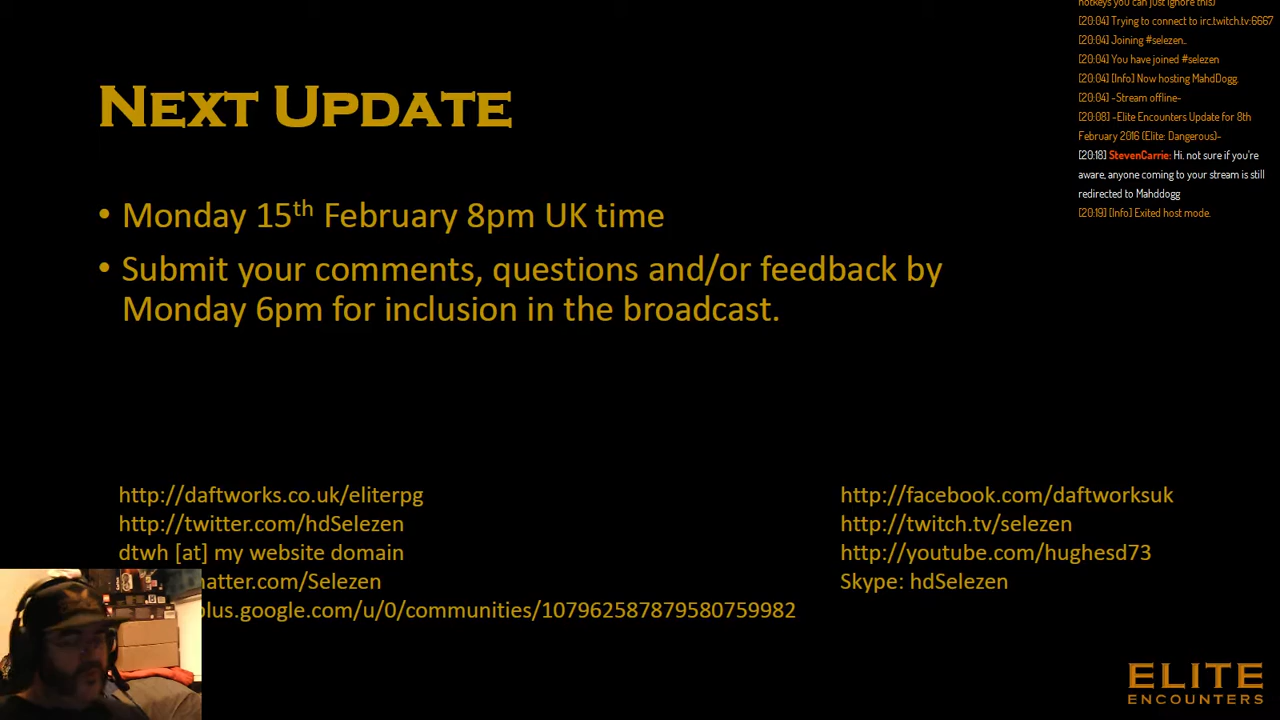 hotkeys you can just ignore this)
[20:04] Trying to connect to irc.twitch.tv:6667
[20:04] Joining #selezen..
[20:04] You have joined #selezen
[20:04] [Info] Now hosting MahdDogg.
[20:04] ~Stream offline~
[20:08] ~Elite Encounters Update for 8th
February 2016 (Elite: Dangerous)~
[20:18] StevenCarrie: Hi. not sure if you're
aware, anyone coming to your stream is still
redirected to Mahddogg
[20:19] [Info] Exited host mode.
NEXT UPDATE
• Monday 15th February 8pm UK time
• Submit your comments, questions and/or feedback by
Monday 6pm for inclusion in the broadcast.
http://daftworks.co.uk/eliterpg
http://twitter.com/hdSelezen
dtwh [at] my website domain
hatter.com/Selezen
plus.google.com/u/0/communities/107962587879580759982
http://facebook.com/daftworksuk
http://twitch.tv/selezen
http://youtube.com/hughesd73
Skype: hdSelezen
ELITE
ENCOUNTERS